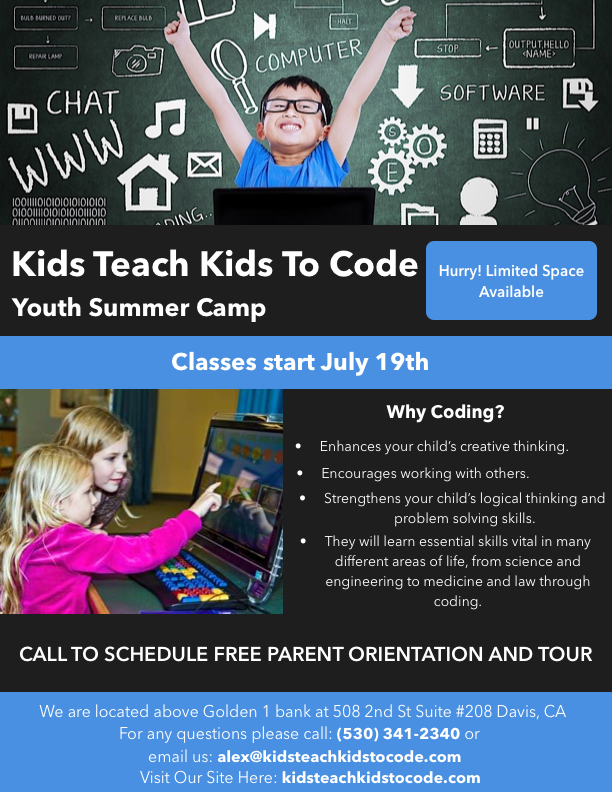 BULB BURNED OUT?
REPLACE BULB
REPAIR LAMP
HALT
STOP
OUTPUT,HELLO
<NAME>
COMPUTER
SOFTWARE
CHAT
WWW
S
O
E
DING...
Kids Teach Kids To Code
Youth Summer Camp
Hurry! Limited Space
Available
Classes start July 19th
Why Coding?
• Enhances your child's creative thinking.
• Encourages working with others.
• Strengthens your child's logical thinking and
problem solving skills.
• They will learn essential skills vital in many
different areas of life, from science and
engineering to medicine and law through
coding.
CALL TO SCHEDULE FREE PARENT ORIENTATION AND TOUR
We are located above Golden 1 bank at 508 2nd St Suite #208 Davis, CA
For any questions please call: (530) 341-2340 or
email us: alex@kidsteachkidstocode.com
Visit Our Site Here: kidsteachkidstocode.com